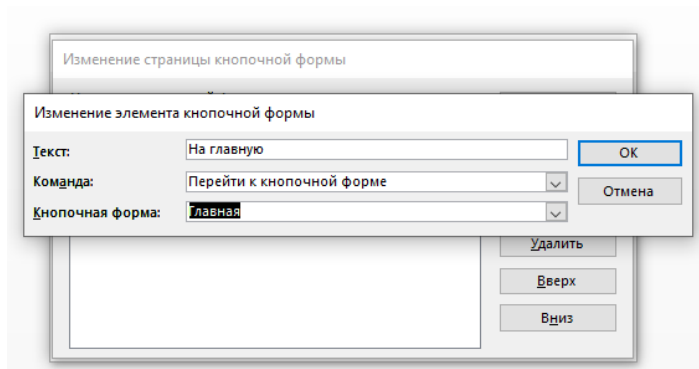 Изменение страницы кнопочной формы
Изменение элемента кнопочной формы
Текст: На главную ОК
Команда: Перейти к кнопочной форме Отмена
Кнопочная форма: Главная
Удалить
Вверх
Вниз